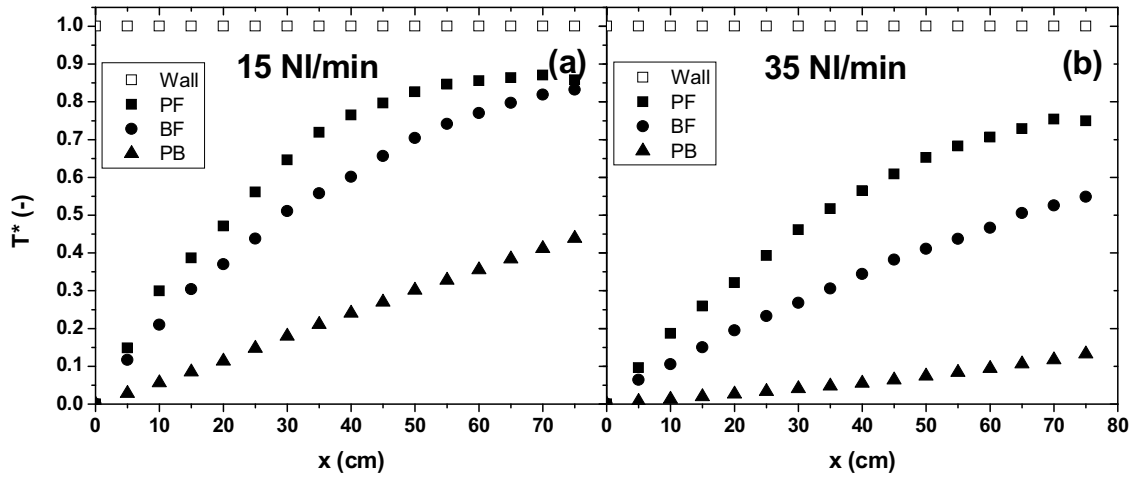 1.0
0.9
0.8
0.7
0.6
0.5
0.4
0.3
0.2
0.1
0.0
T* (-)
15 Nl/min
(a)
Wall
PF
BF
PB
0 10 20 30 40 50 60 70
x (cm)
35 Nl/min
(b)
Wall
PF
BF
PB
0 10 20 30 40 50 60 70 80
x (cm)